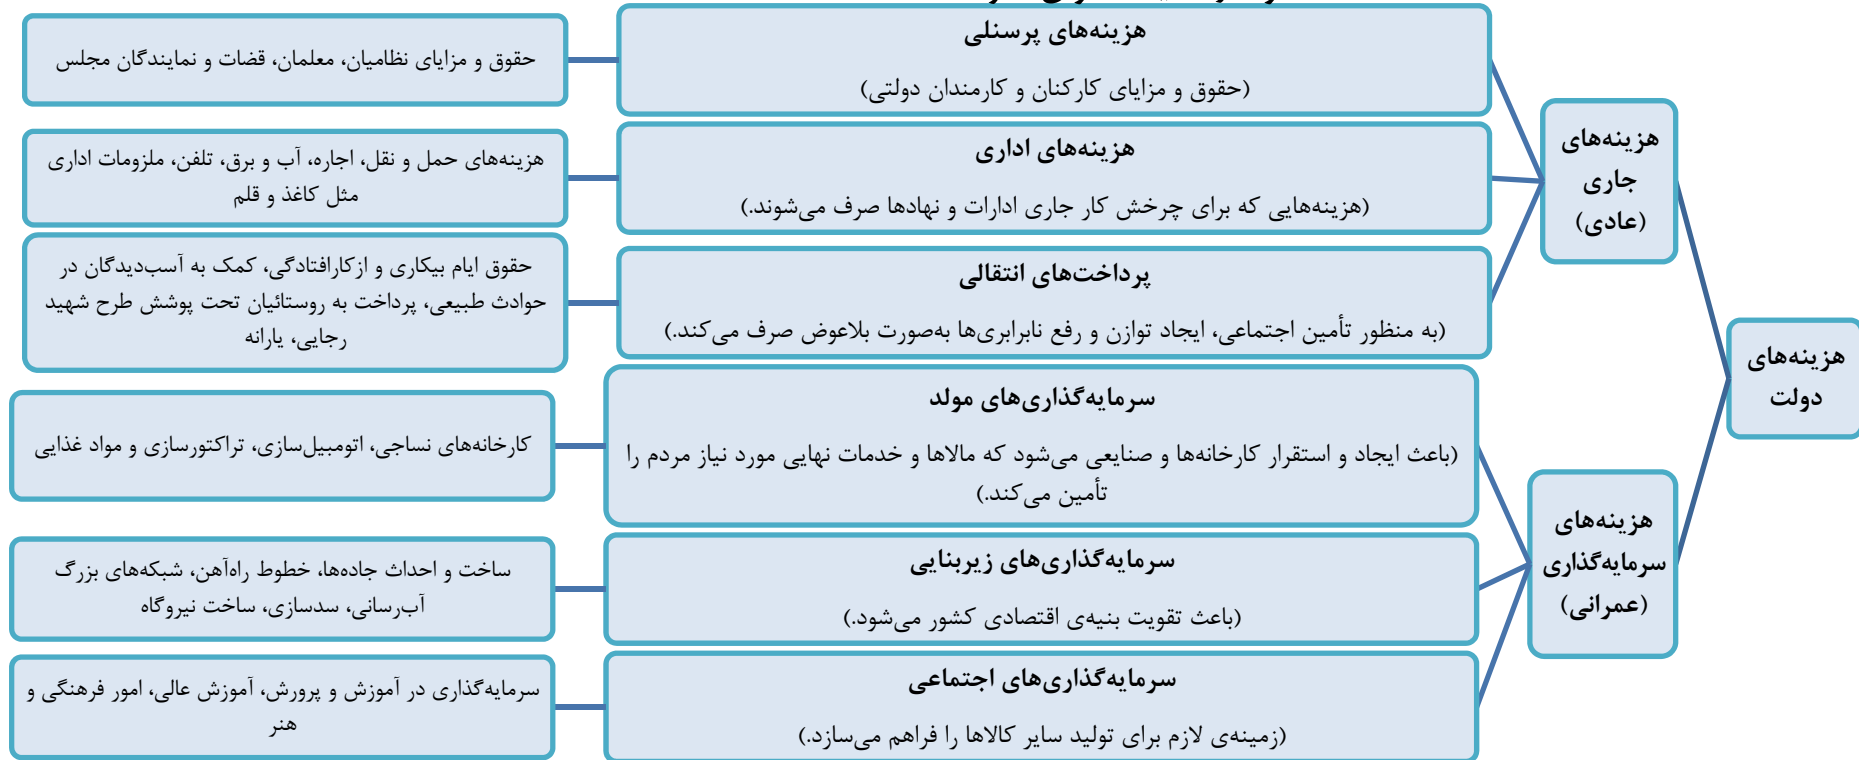 هزینه‌های
دولت
هزینه‌های
جاری
(عادی)
هزینه‌های پرسنلی
(حقوق و مزایای کارکنان و کارمندان دولتی)
حقوق و مزایای نظامیان، معلمان، قضات و نمایندگان مجلس
هزینه‌های اداری
(هزینه‌هایی که برای چرخش کار جاری ادارات و نهادها صرف می‌شوند.)
هزینه‌های حمل و نقل، اجاره، آب و برق، تلفن، ملزومات اداری
مثل کاغذ و قلم
پرداخت‌های انتقالی
(به منظور تأمین اجتماعی، ایجاد توازن و رفع نابرابری‌ها به‌صورت بلاعوض صرف می‌کند.)
حقوق ایام بیکاری و ازکارافتادگی، کمک به آسب‌دیدگان در
حوادث طبیعی، پرداخت به روستائیان تحت پوشش طرح شهید
رجایی، یارانه
هزینه‌های
سرمایه‌گذاری
(عمرانی)
سرمایه‌گذاری‌های مولد
(باعث ایجاد و استقرار کارخانه‌ها و صنایعی می‌شود که مالاها و خدمات نهایی مورد نیاز مردم را
تأمین می‌کند.)
کارخانه‌های نساجی، اتومبیل‌سازی، تراکتورسازی و مواد غذایی
سرمایه‌گذاری‌های زیربنایی
(باعث تقویت بنیه‌ی اقتصادی کشور می‌شود.)
ساخت و احداث جاده‌ها، خطوط راه‌آهن، شبکه‌های بزرگ
آب‌رسانی، سدسازی، ساخت نیروگاه
سرمایه‌گذاری‌های اجتماعی
(زمینه‌ی لازم برای تولید سایر کالاها را فراهم می‌سازد.)
سرمایه‌گذاری در آموزش و پرورش، آموزش عالی، امور فرهنگی و
هنر